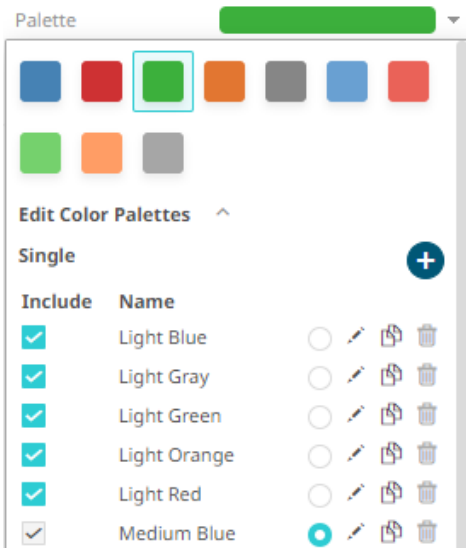 Palette
Edit Color Palettes
Single
Include Name
Light Blue
Light Gray
Light Green
Light Orange
Light Red
Medium Blue